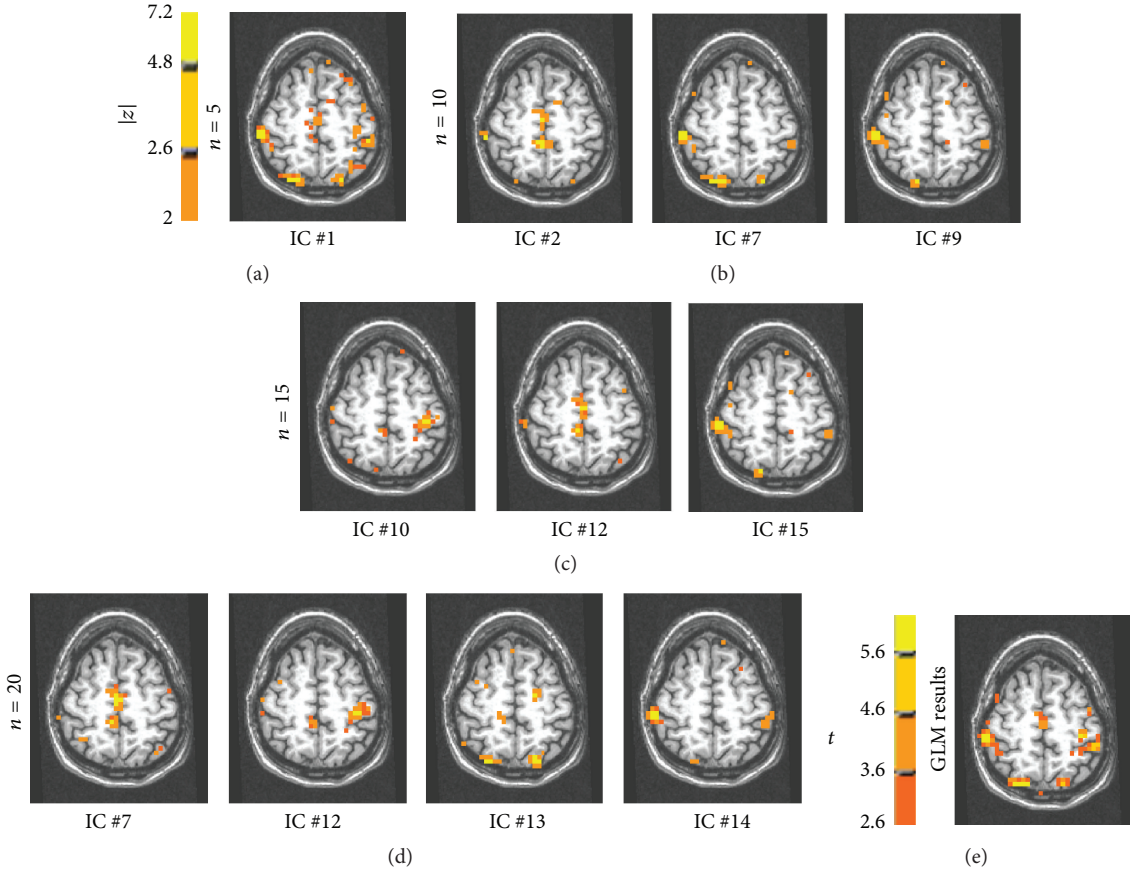 7.2
4.8
2.6
2
|z|
n = 5
IC #1
(a)
n = 10
IC #2
IC #7
IC #9
(b)
n = 15
IC #10
IC #12
IC #15
(c)
n = 20
IC #7
IC #12
IC #13
IC #14
(d)
t
5.6
4.6
3.6
2.6
GLM results
(e)